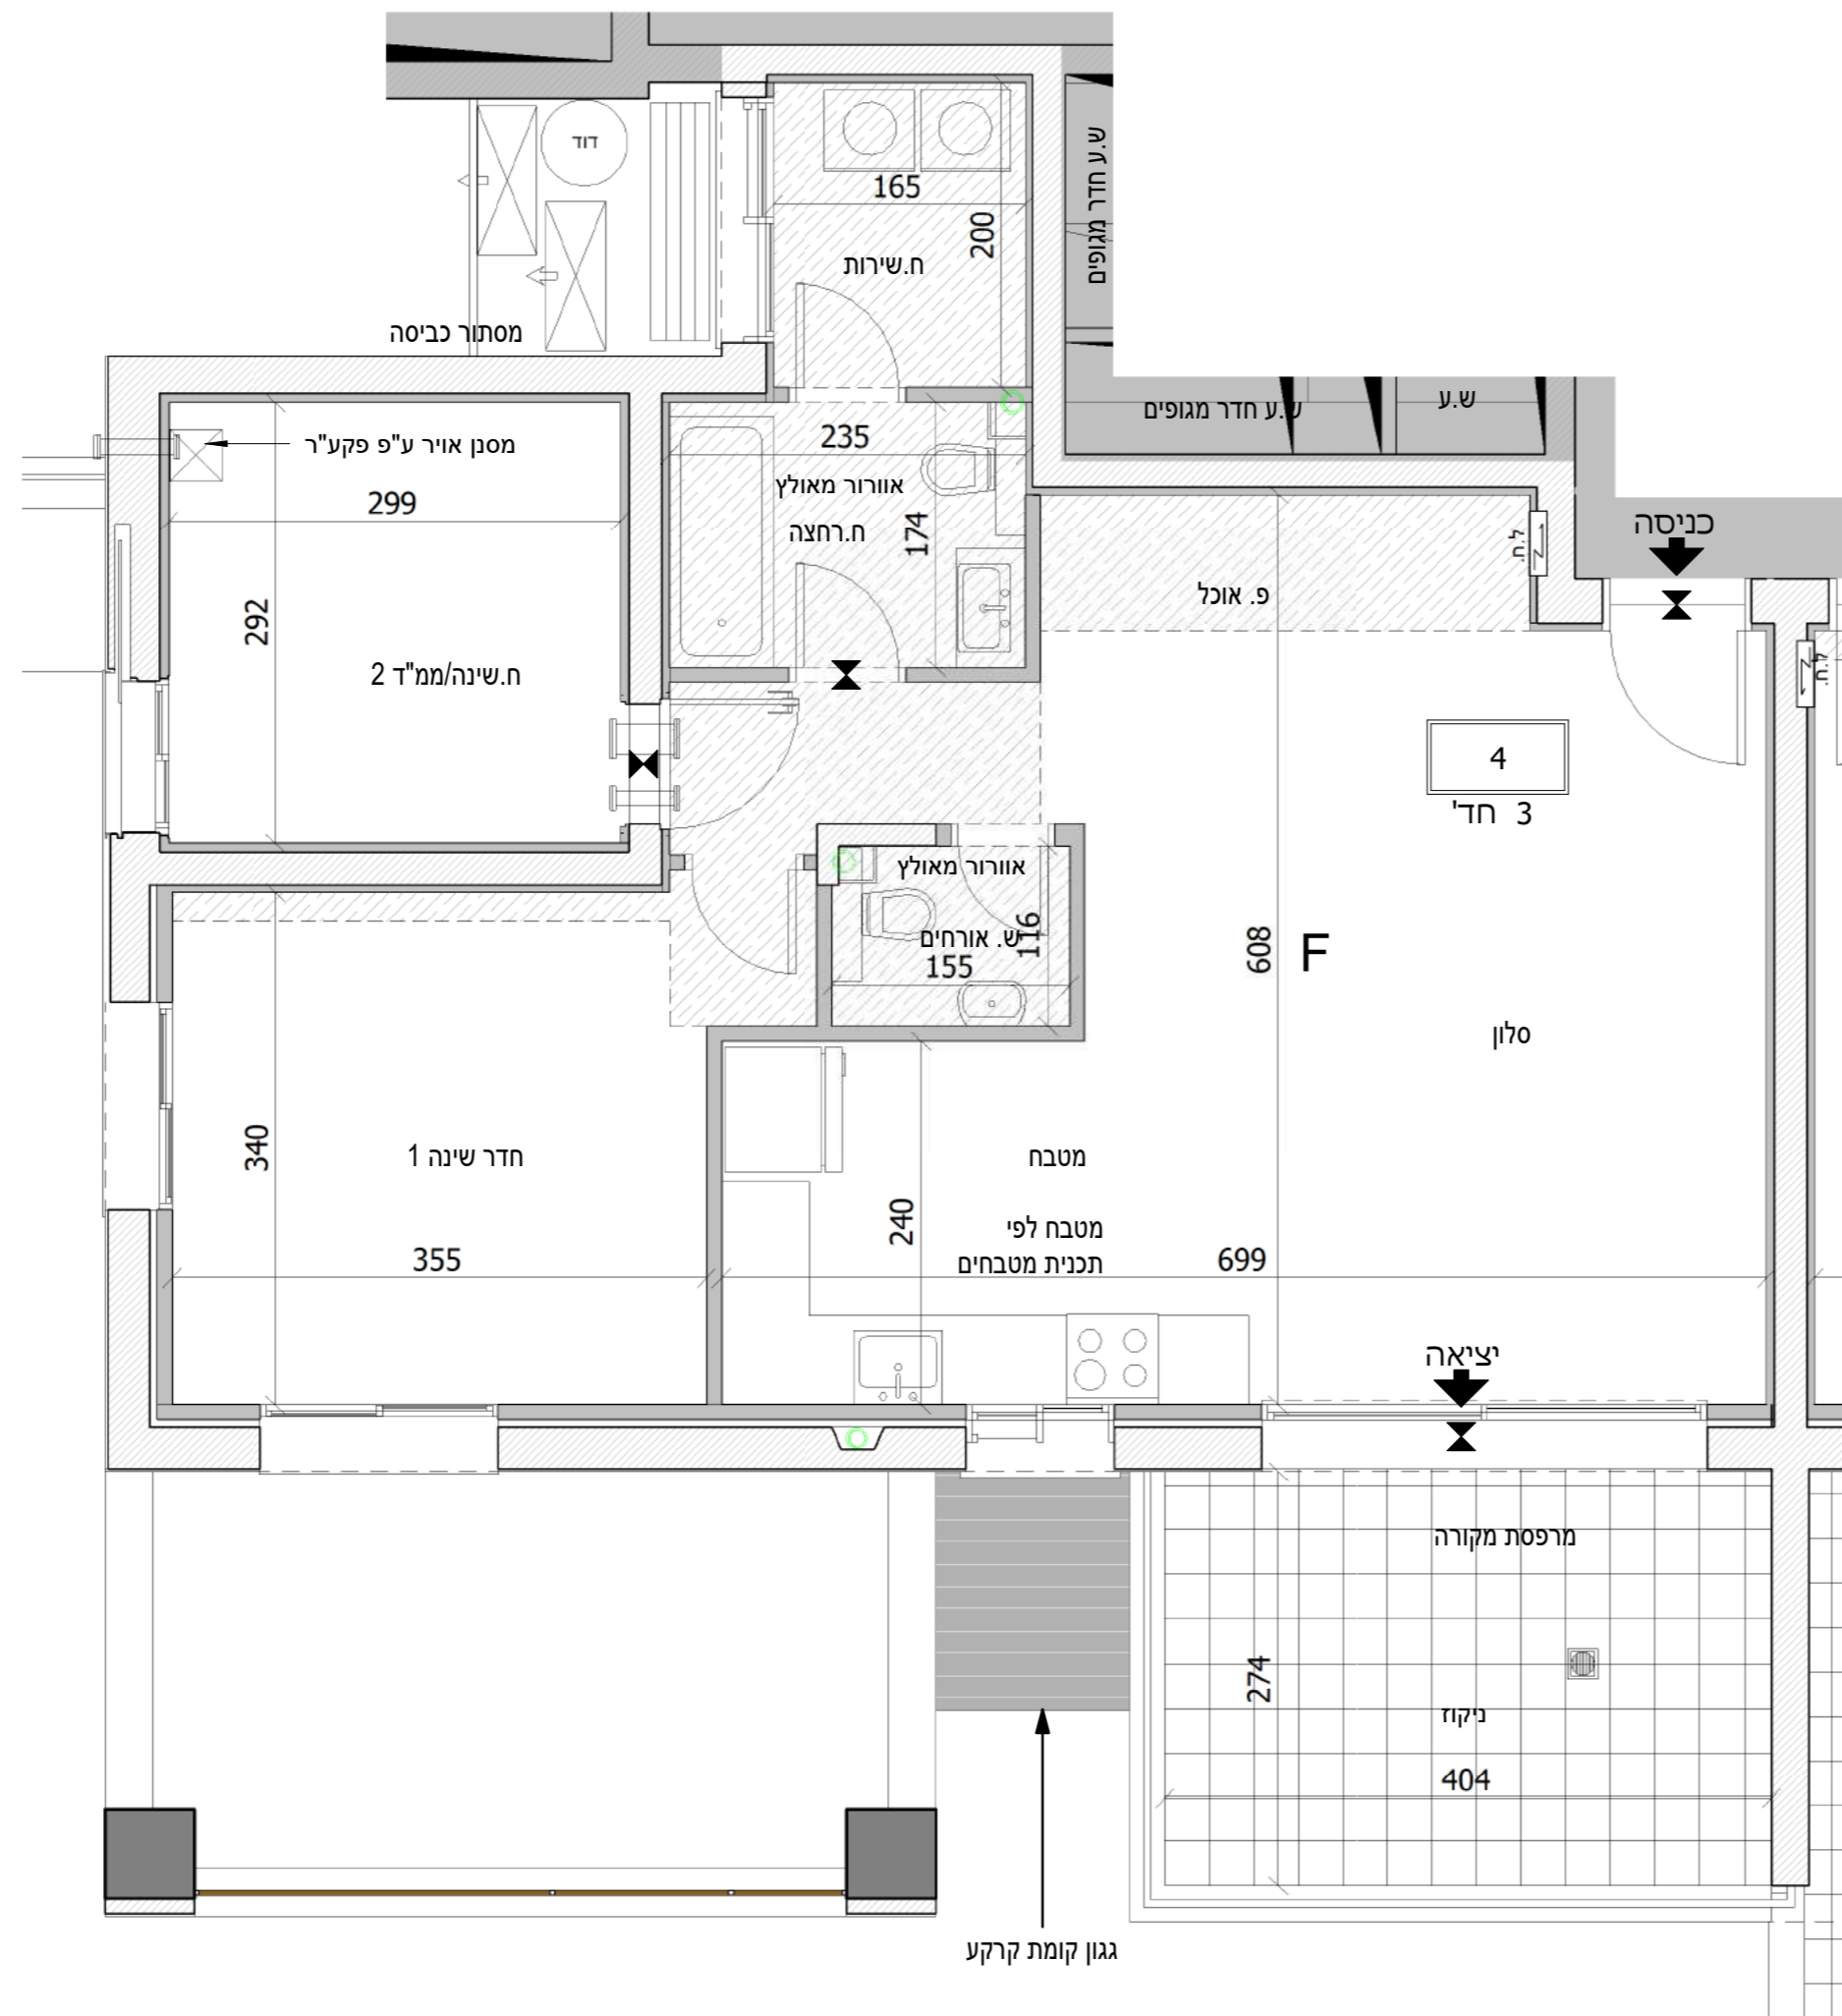 דוד
165
200
ח.שירות
ש.ע חדר מגופים
מסתור כביסה
ש.ע חדר מגופים
ש.ע
מסנן אויר ע"פ פקע"ר
235
אוורור מאולץ
ח.רחצה
174
299
292
ח.שינה/ממ"ד 2
פ. אוכל
ל.ח.
כניסה
ל.ח.
4
3 חד'
אוורור מאולץ
ש. אורחים
116
155
608
F
סלון
340
חדר שינה 1
355
מטבח
240
מטבח לפי
תכנית מטבחים
699
יציאה
מרפסת מקורה
274
ניקוז
404
גגון קומת קרקע